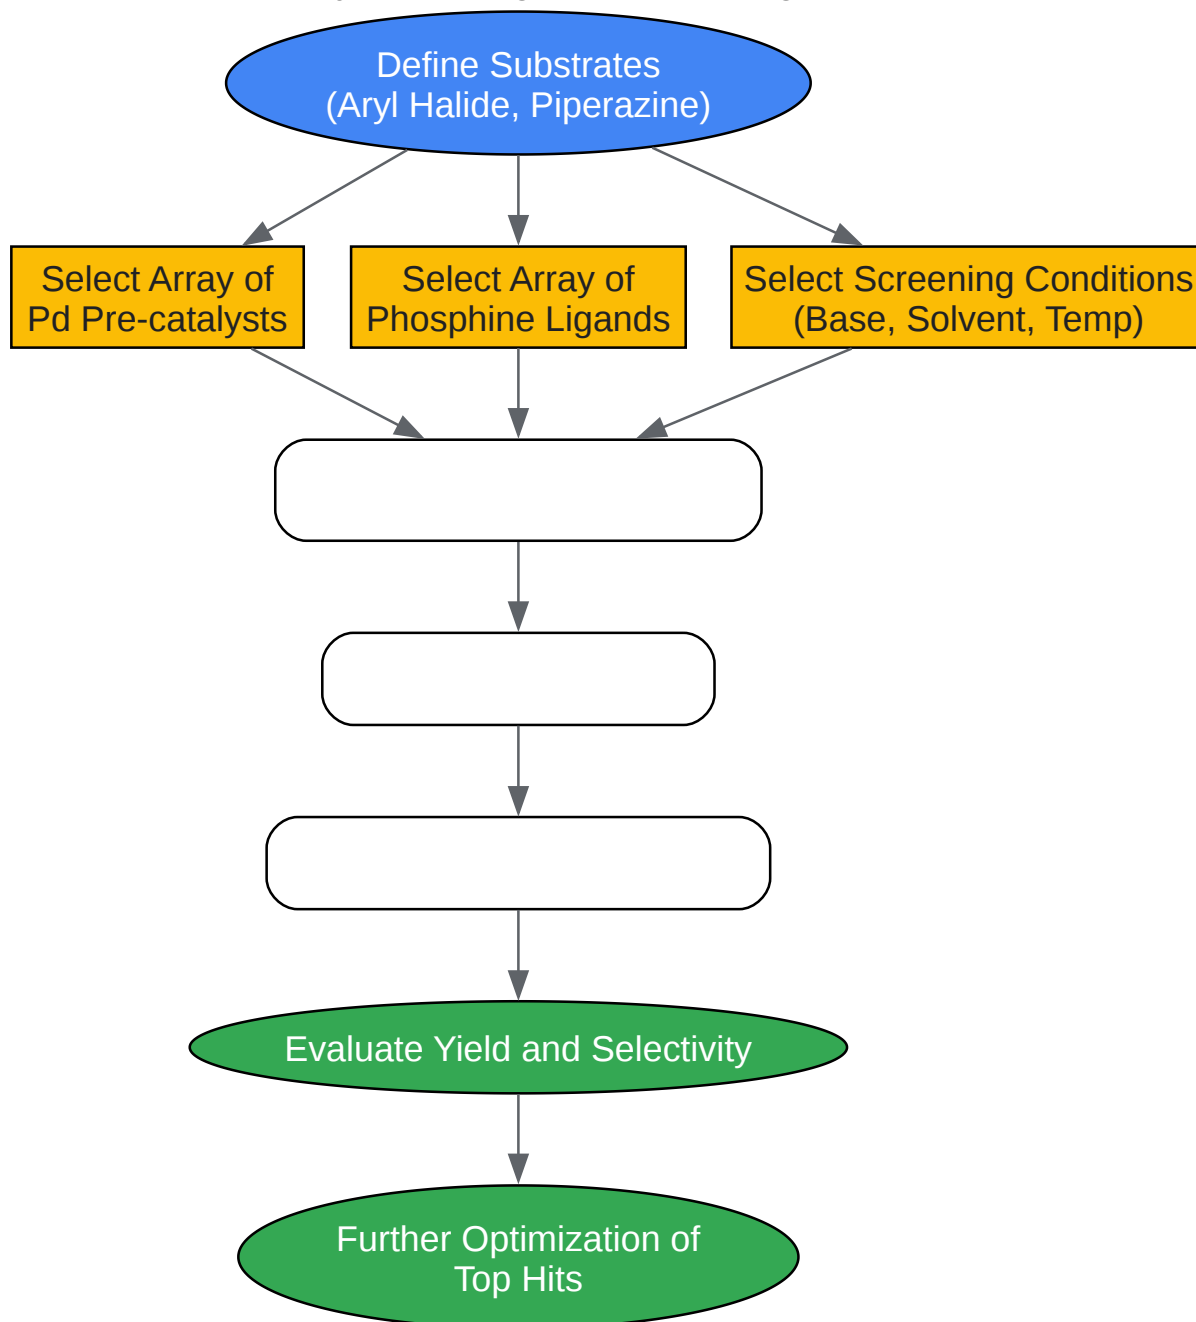 Define Substrates
(Aryl Halide, Piperazine)
Select Array of
Pd Pre-catalysts
Select Array of
Phosphine Ligands
Select Screening Conditions
(Base, Solvent, Temp)
Evaluate Yield and Selectivity
Further Optimization of
Top Hits